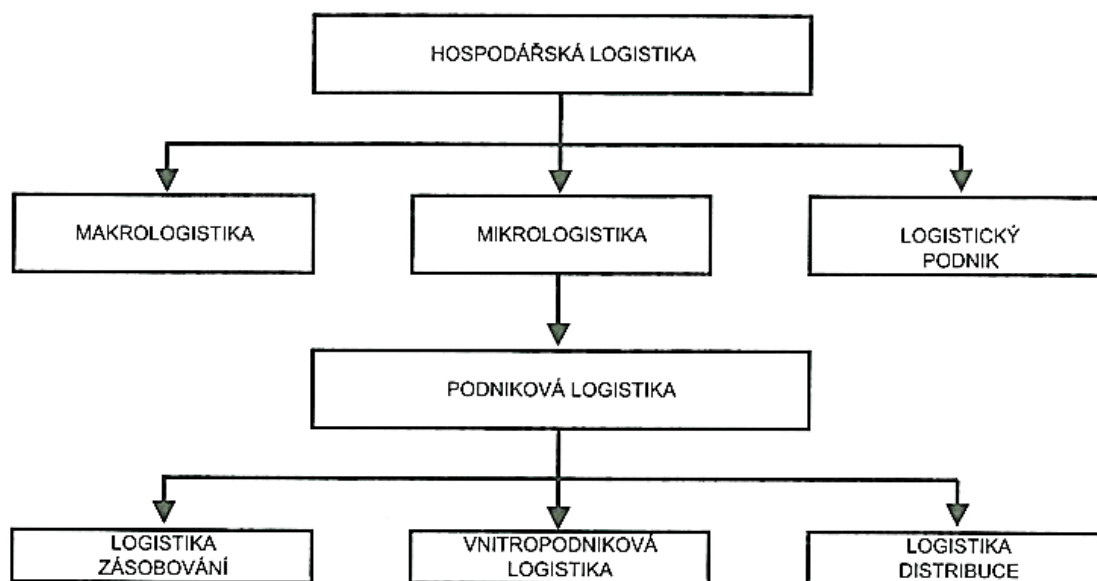 HOSPODÁŘSKÁ LOGISTIKA
MAKROLOGISTIKA
MIKROLOGISTIKA
LOGISTICKÝ
PODNIK
PODNIKOVÁ LOGISTIKA
LOGISTIKA
ZÁSOBOVÁNÍ
VNITROPODNIKOVÁ
LOGISTIKA
LOGISTIKA
DISTRIBUCE